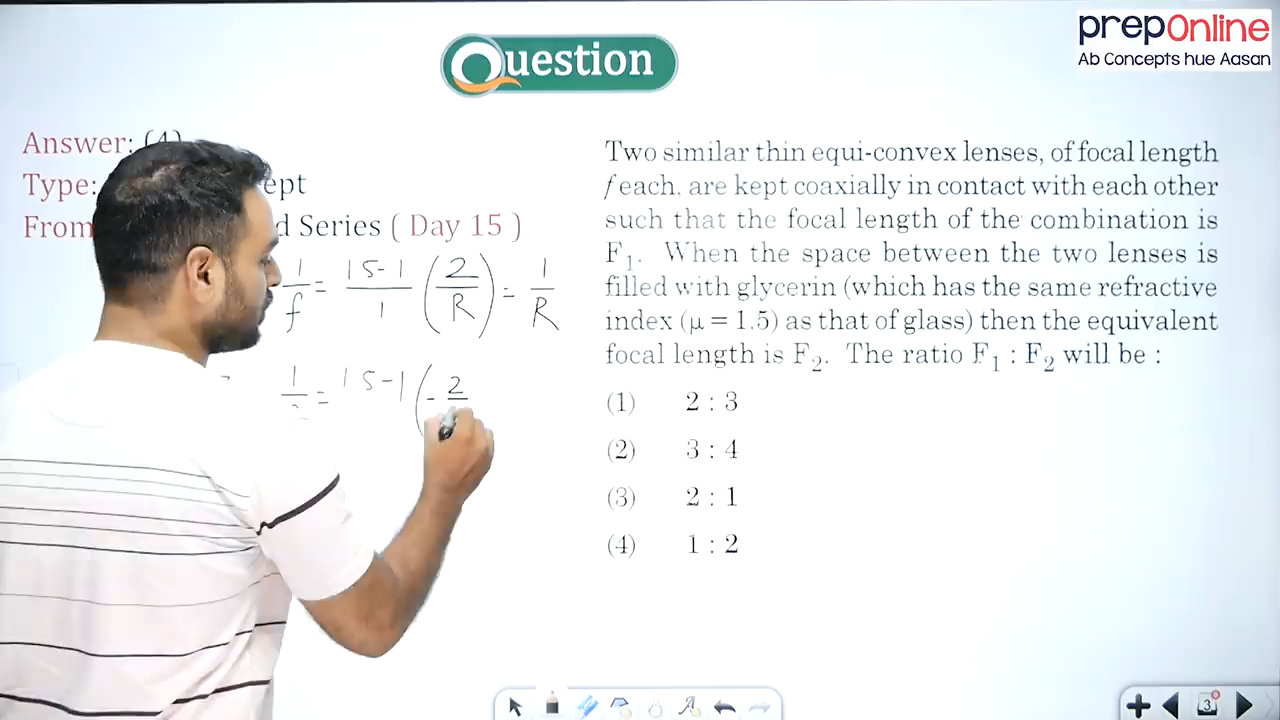 prepOnline
Ab Concepts hue Aasan
Question
Answer: (4)
Type: ept
From d Series ( Day 15 )
1/f = 1 5-1/1 (2/R) = 1/R
1 = 1 5-1 (- 2
Two similar thin equi-convex lenses, of focal length
f each, are kept coaxially in contact with each other
such that the focal length of the combination is
F₁. When the space between the two lenses is
filled with glycerin (which has the same refractive
index (μ = 1.5) as that of glass) then the equivalent
focal length is F₂. The ratio F₁ : F₂ will be :
(1) 2 : 3
(2) 3 : 4
(3) 2 : 1
(4) 1 : 2
3